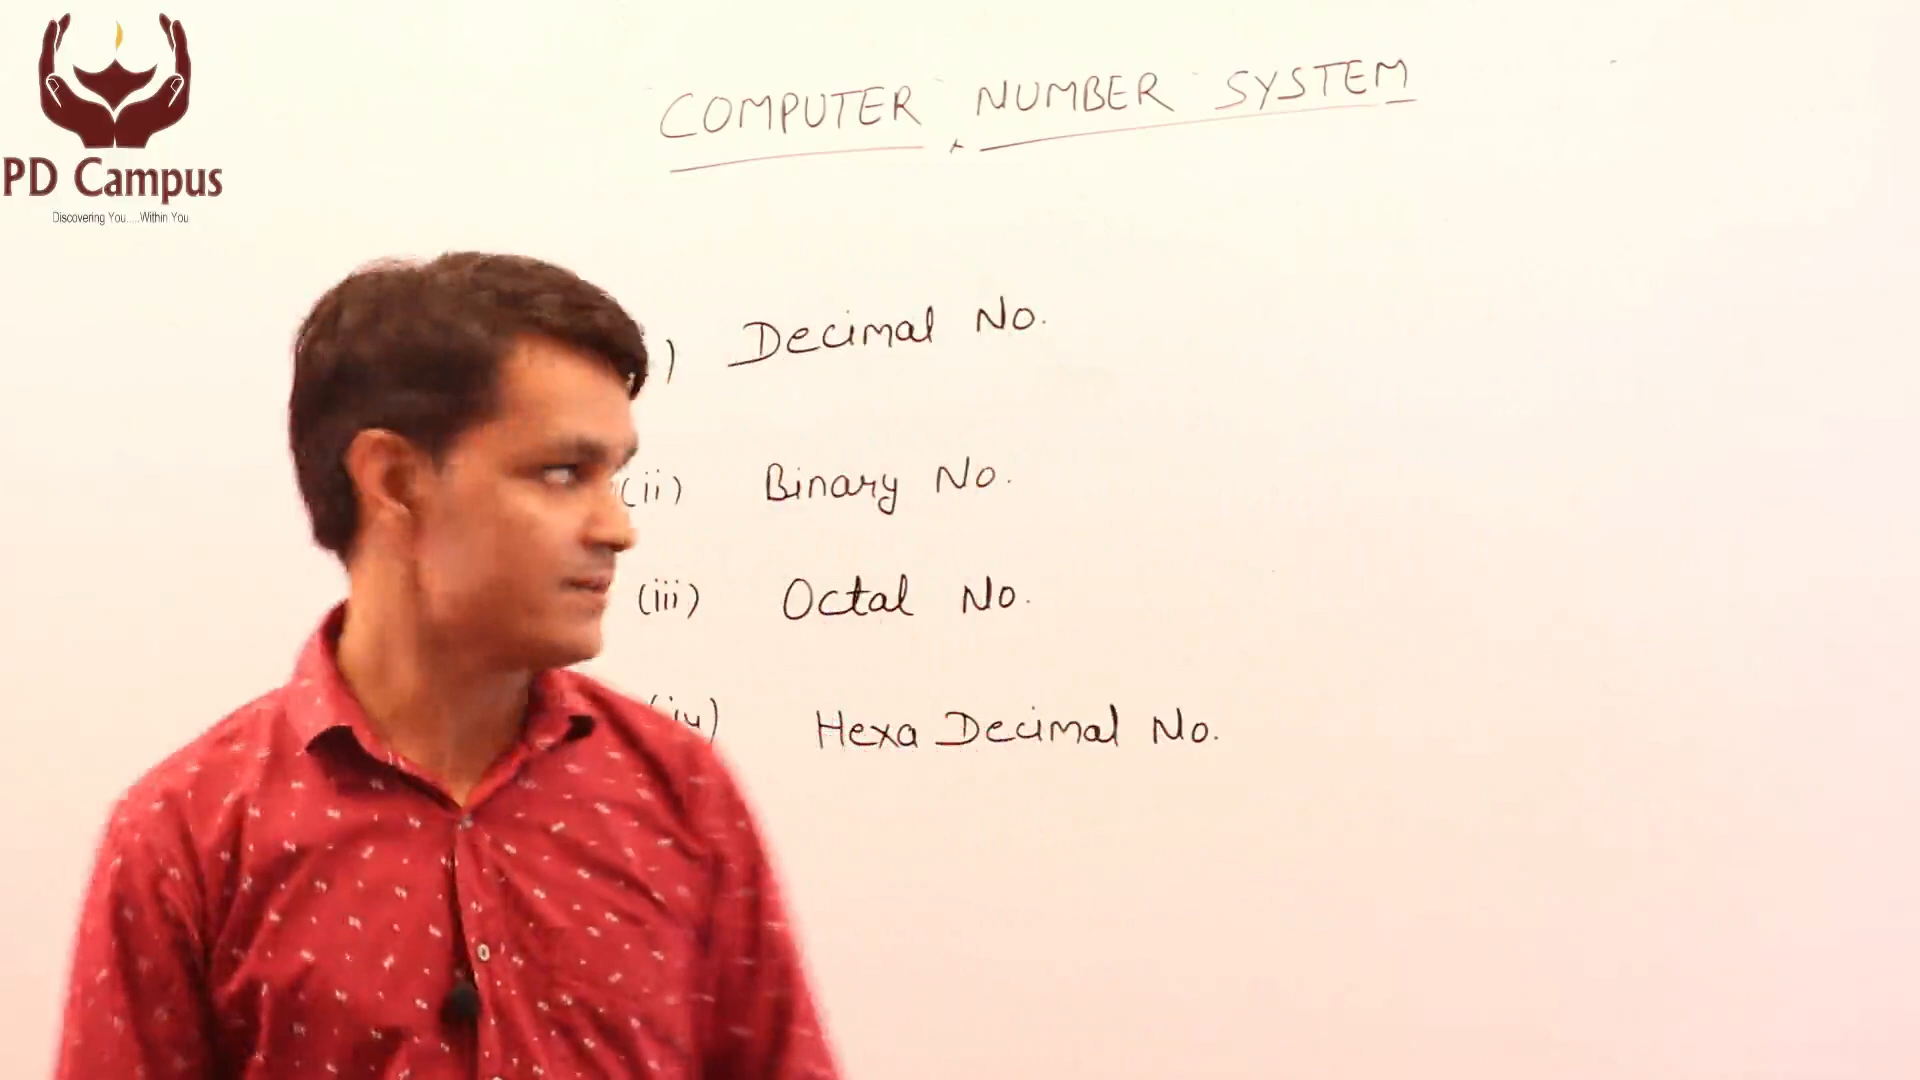 PD Campus
Discovering You.....Within You
COMPUTER NUMBER SYSTEM
) Decimal No.
(ii) Binary No.
(iii) Octal No.
(iv) Hexa Decimal No.